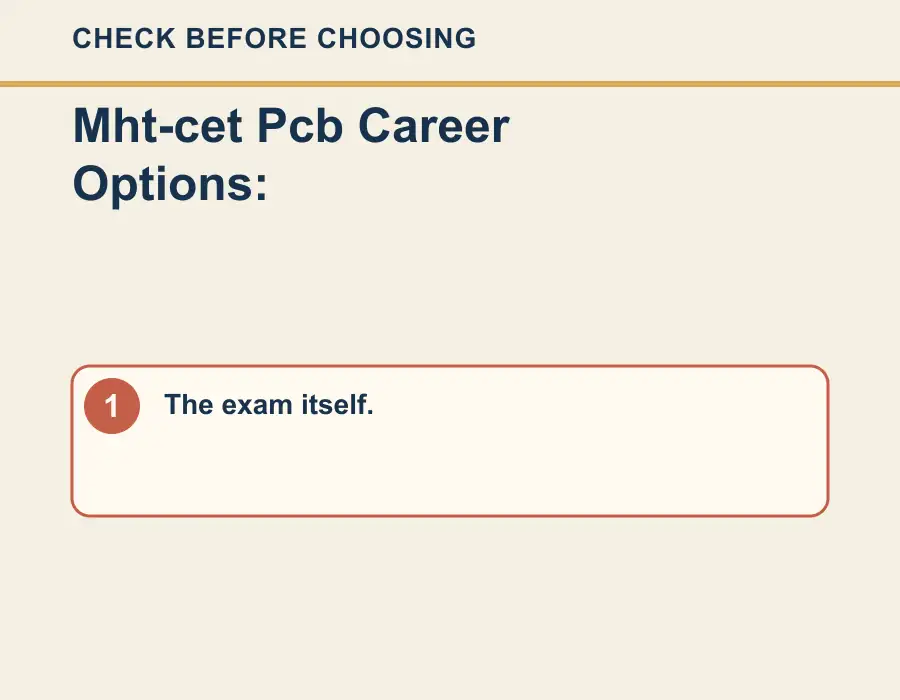 CHECK BEFORE CHOOSING
Mht-cet Pcb Career
Options:
1
The exam itself.